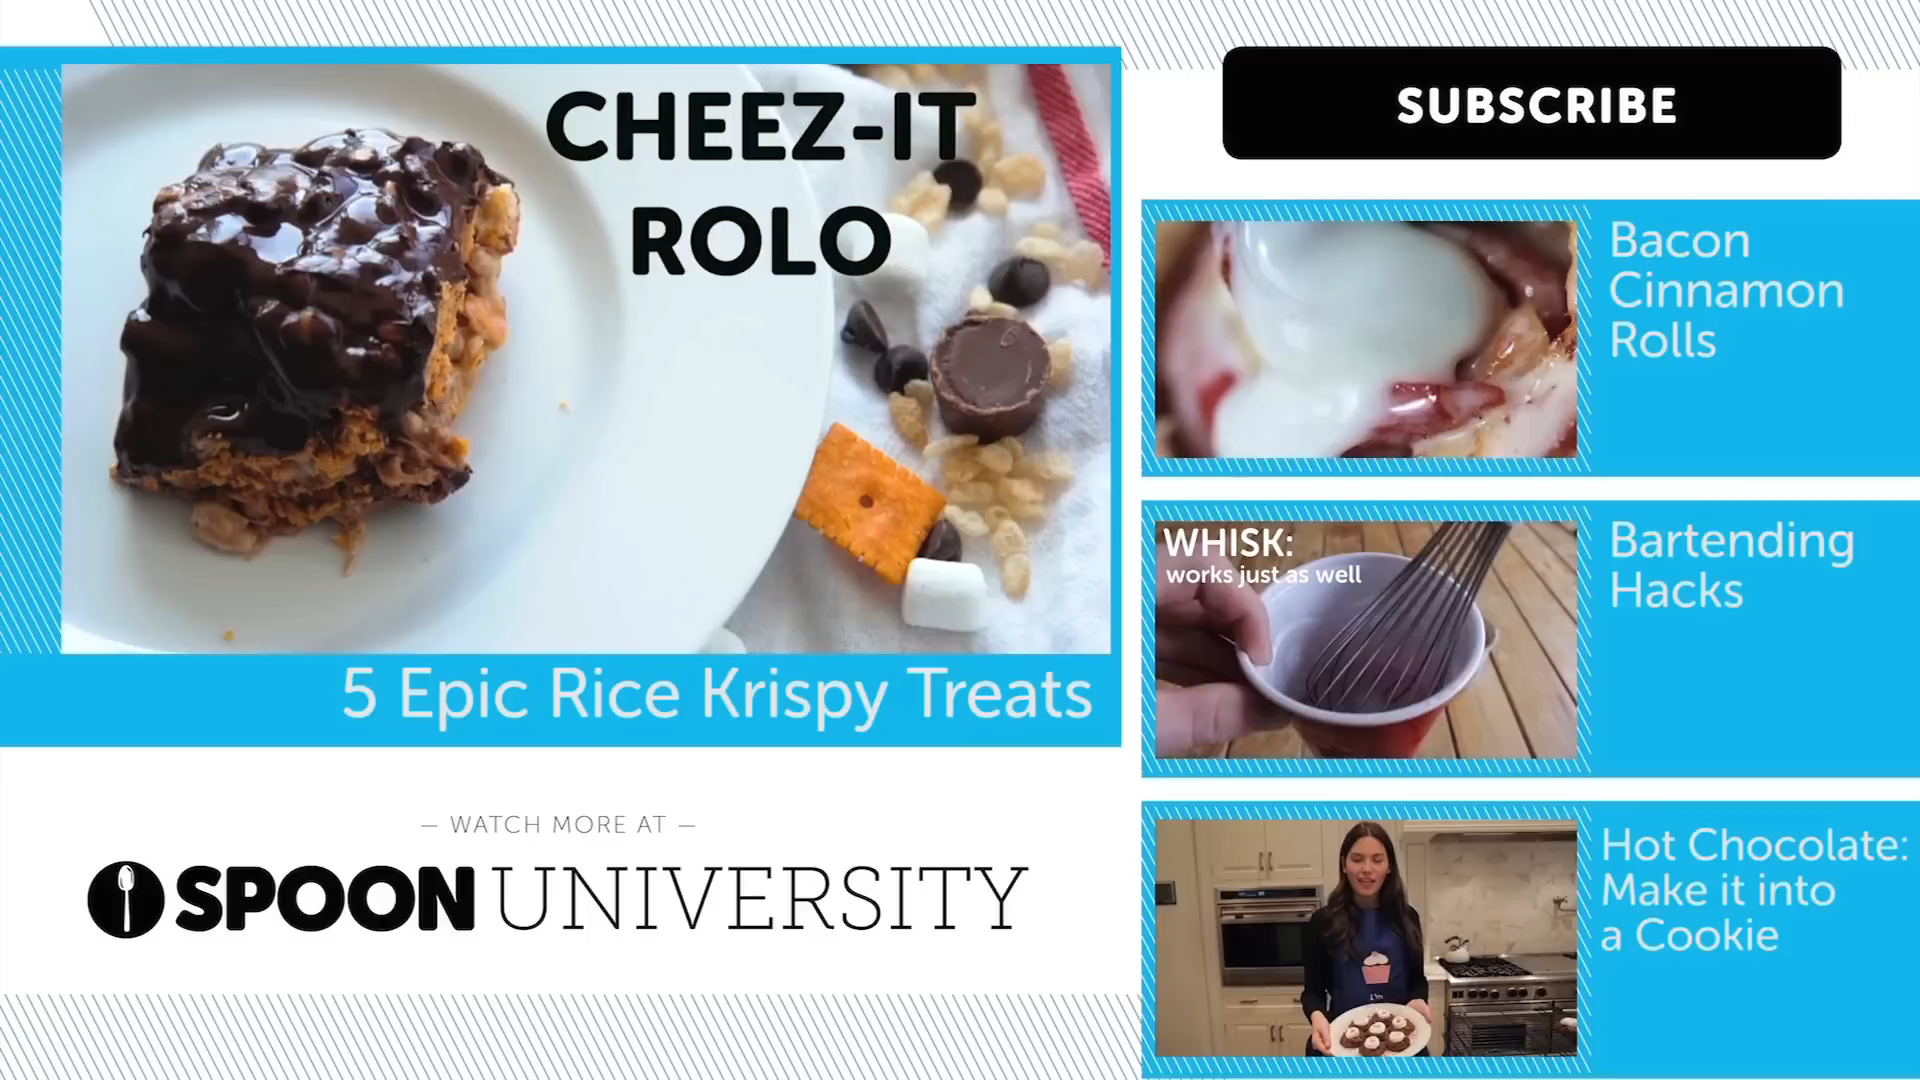 CHEEZ-IT
ROLO
5 Epic Rice Krispy Treats
— WATCH MORE AT —
SPOON UNIVERSITY
SUBSCRIBE
Bacon
Cinnamon
Rolls
WHISK:
works just as well
Bartending
Hacks
Hot Chocolate:
Make it into
a Cookie
I'm